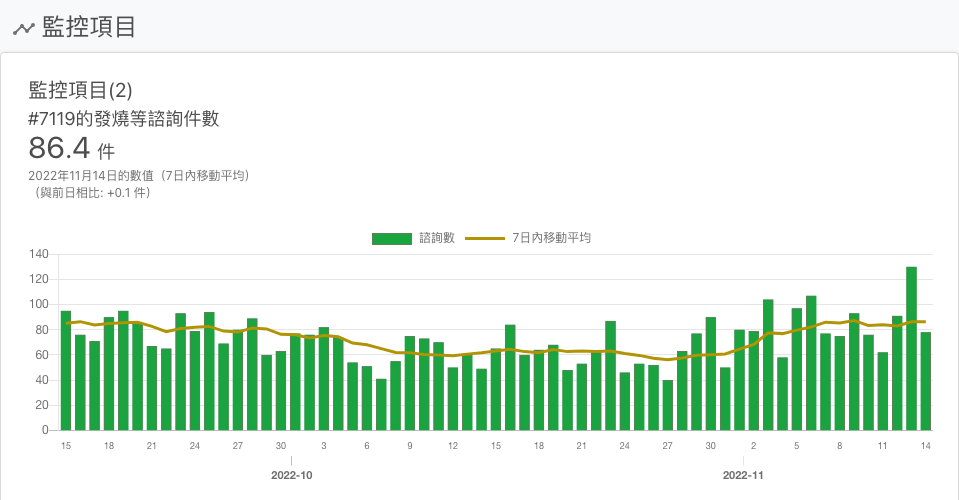 監控項目
監控項目(2)
#7119的發燒等諮詢件數
86.4 件
2022年11月14日的數值（7日內移動平均）
（與前日相比: +0.1 件）
諮詢數 7日內移動平均
140
120
100
80
60
40
20
0
15 18 21 24 27 30 3 6 9 12 15 18 21 24 27 30 2 5 8 11 14
2022-10 2022-11